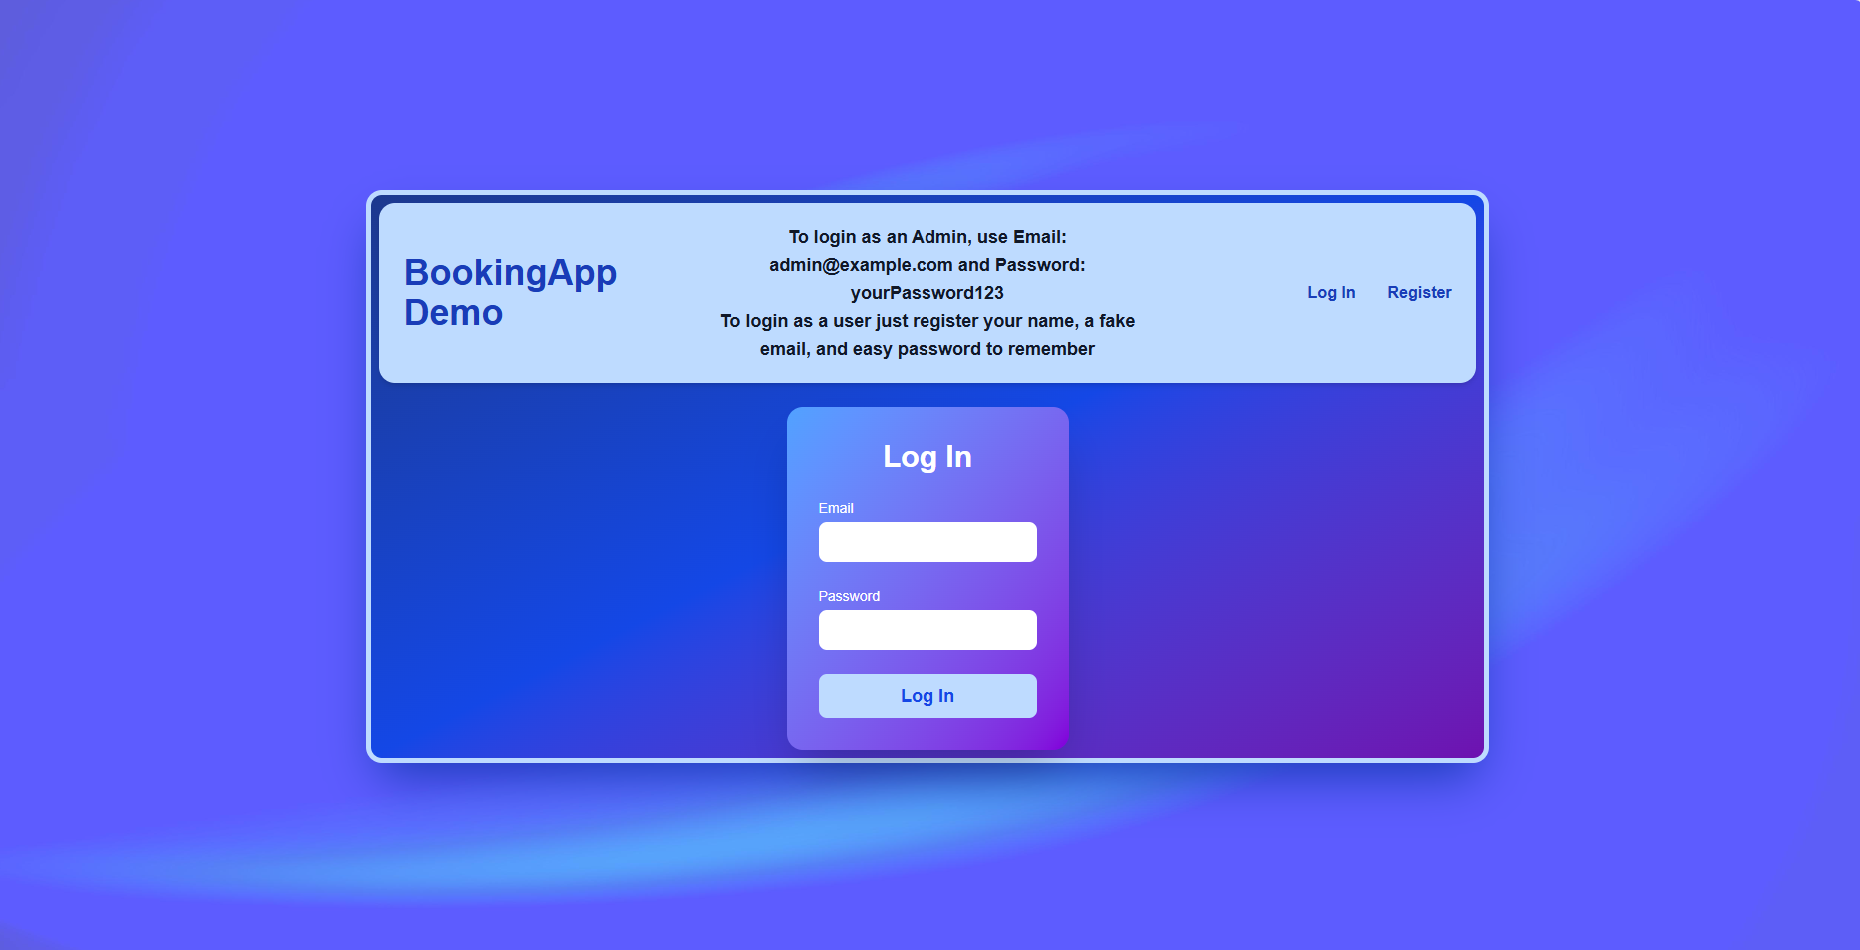 BookingApp
Demo
To login as an Admin, use Email:
admin@example.com and Password:
yourPassword123
To login as a user just register your name, a fake
email, and easy password to remember
Log In
Register
Log In
Email
Password
Log In